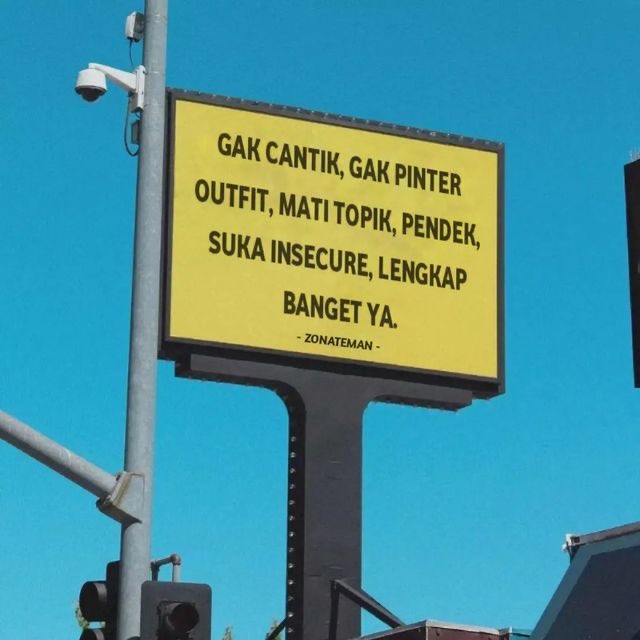 GAK CANTIK, GAK PINTER
OUTFIT, MATI TOPIK, PENDEK,
SUKA INSECURE, LENGKAP
BANGET YA.
- ZONATEMAN -